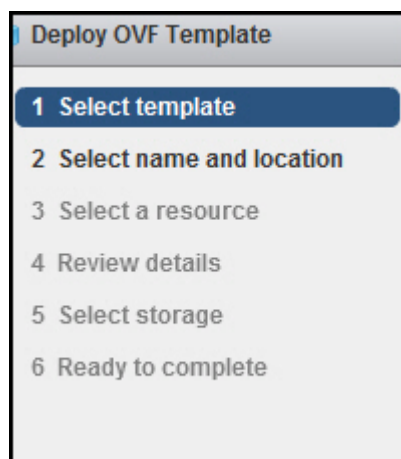 Deploy OVF Template
1 Select template
2 Select name and location
3 Select a resource
4 Review details
5 Select storage
6 Ready to complete